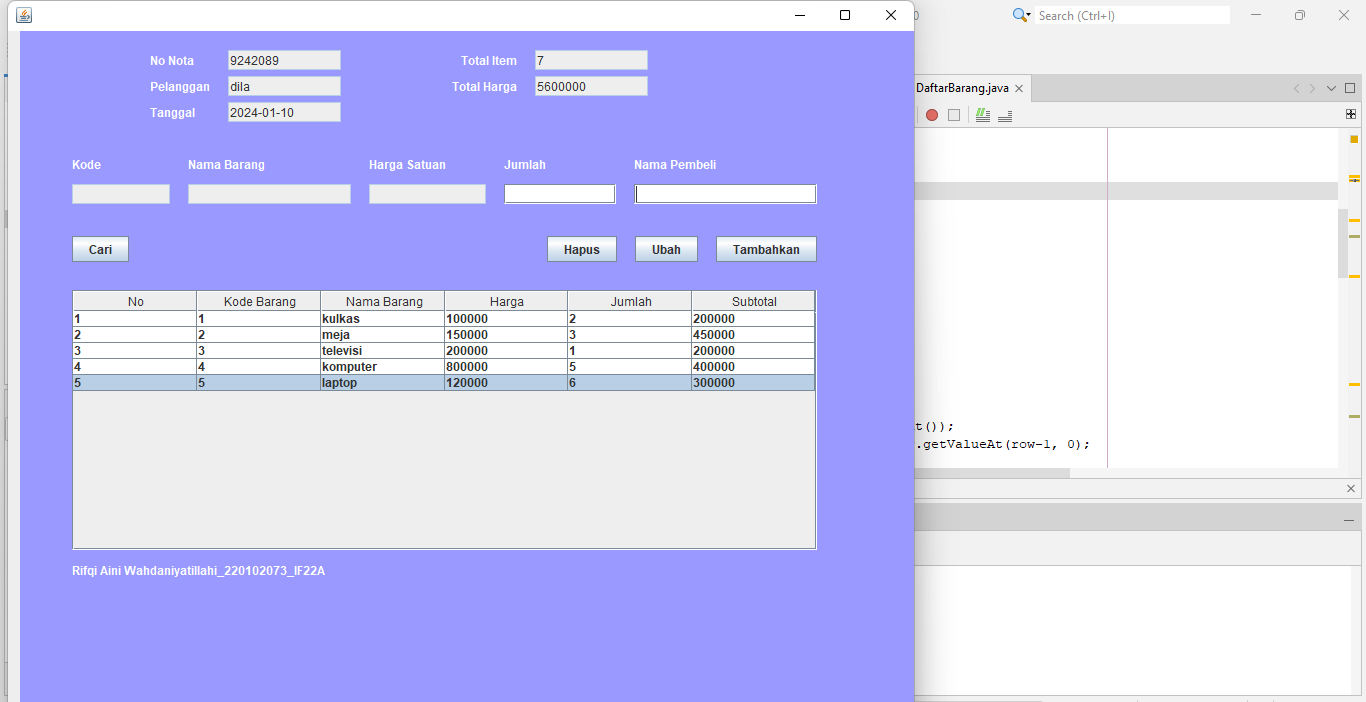 Search (Ctrl+I)
No Nota 9242089 Total Item 7
Pelanggan dila Total Harga 5600000
Tanggal 2024-01-10
DaftarBarang.java
Kode Nama Barang Harga Satuan Jumlah Nama Pembeli
Cari Hapus Ubah Tambahkan
No Kode Barang Nama Barang Harga Jumlah Subtotal
1 1 kulkas 100000 2 200000
2 2 meja 150000 3 450000
3 3 televisi 200000 1 200000
4 4 komputer 800000 5 400000
5 5 laptop 120000 6 300000
t());
.getValueAt(row-1, 0);
Rifqi Aini Wahdaniyatillahi_220102073_IF22A